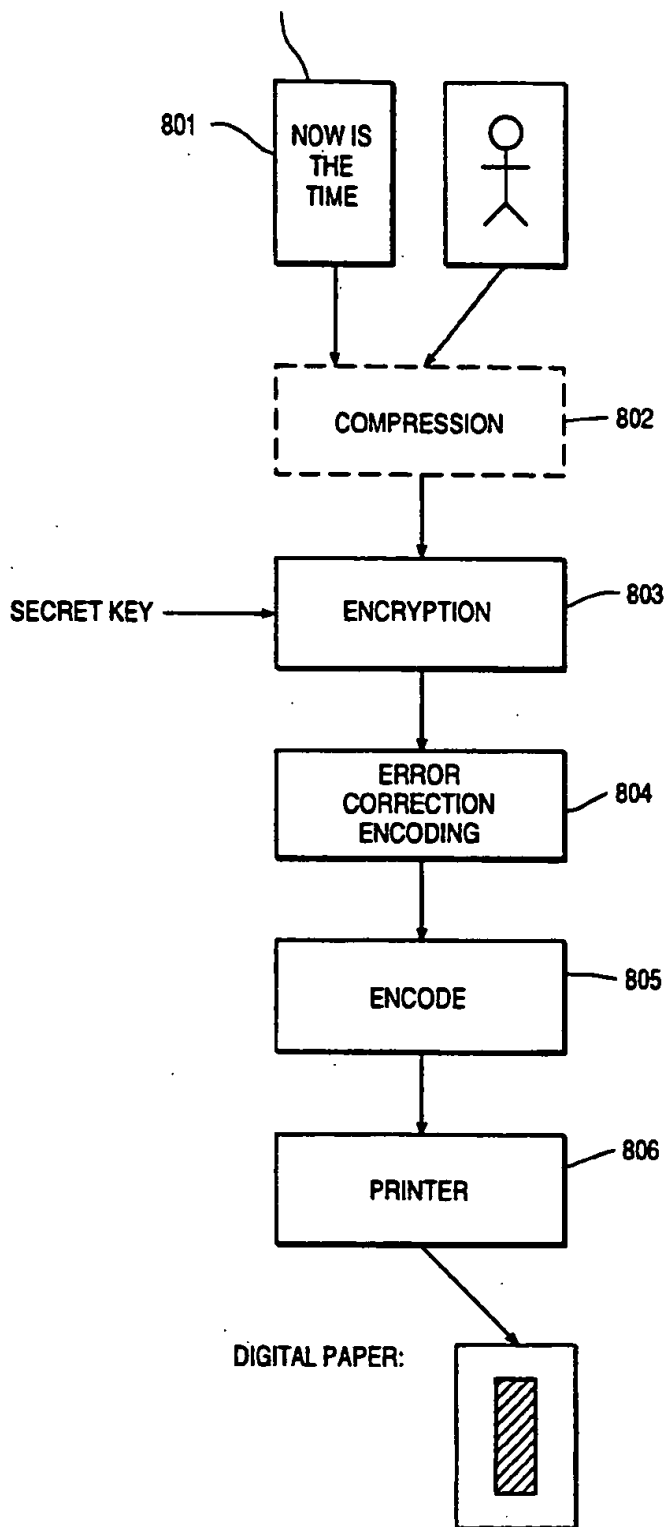 801
NOW IS
THE
TIME
COMPRESSION
802
SECRET KEY
ENCRYPTION
803
ERROR
CORRECTION
ENCODING
804
ENCODE
805
PRINTER
806
DIGITAL PAPER: